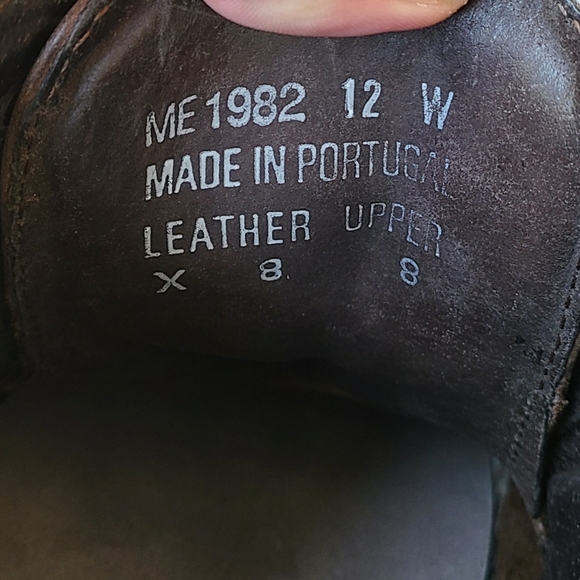 ME1982 12 W
MADE IN PORTUGAL
LEATHER UPPER
X 8. 8